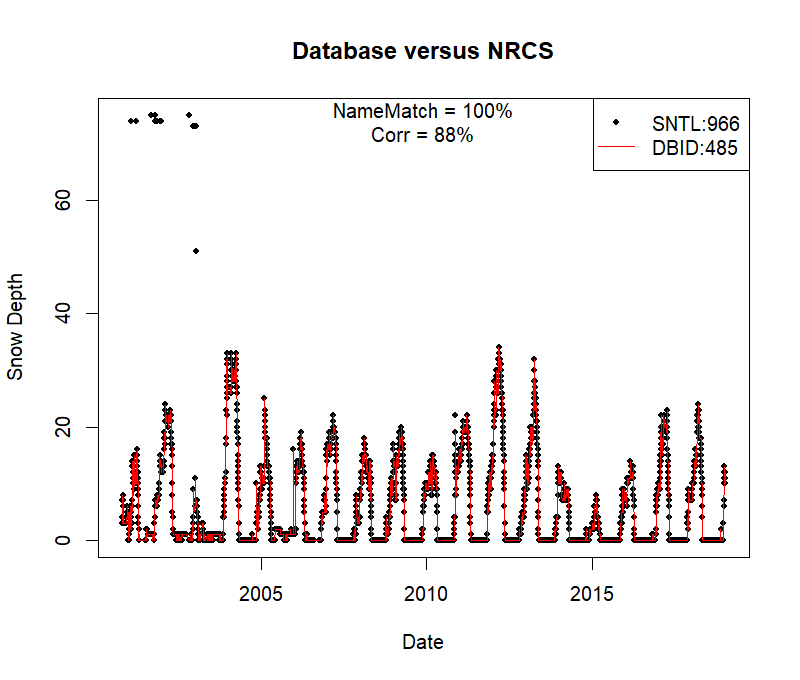 Database versus NRCS
NameMatch = 100%
Corr = 88%
SNTL:966
DBID:485
60
40
20
0
Snow Depth
2005
2010
2015
Date